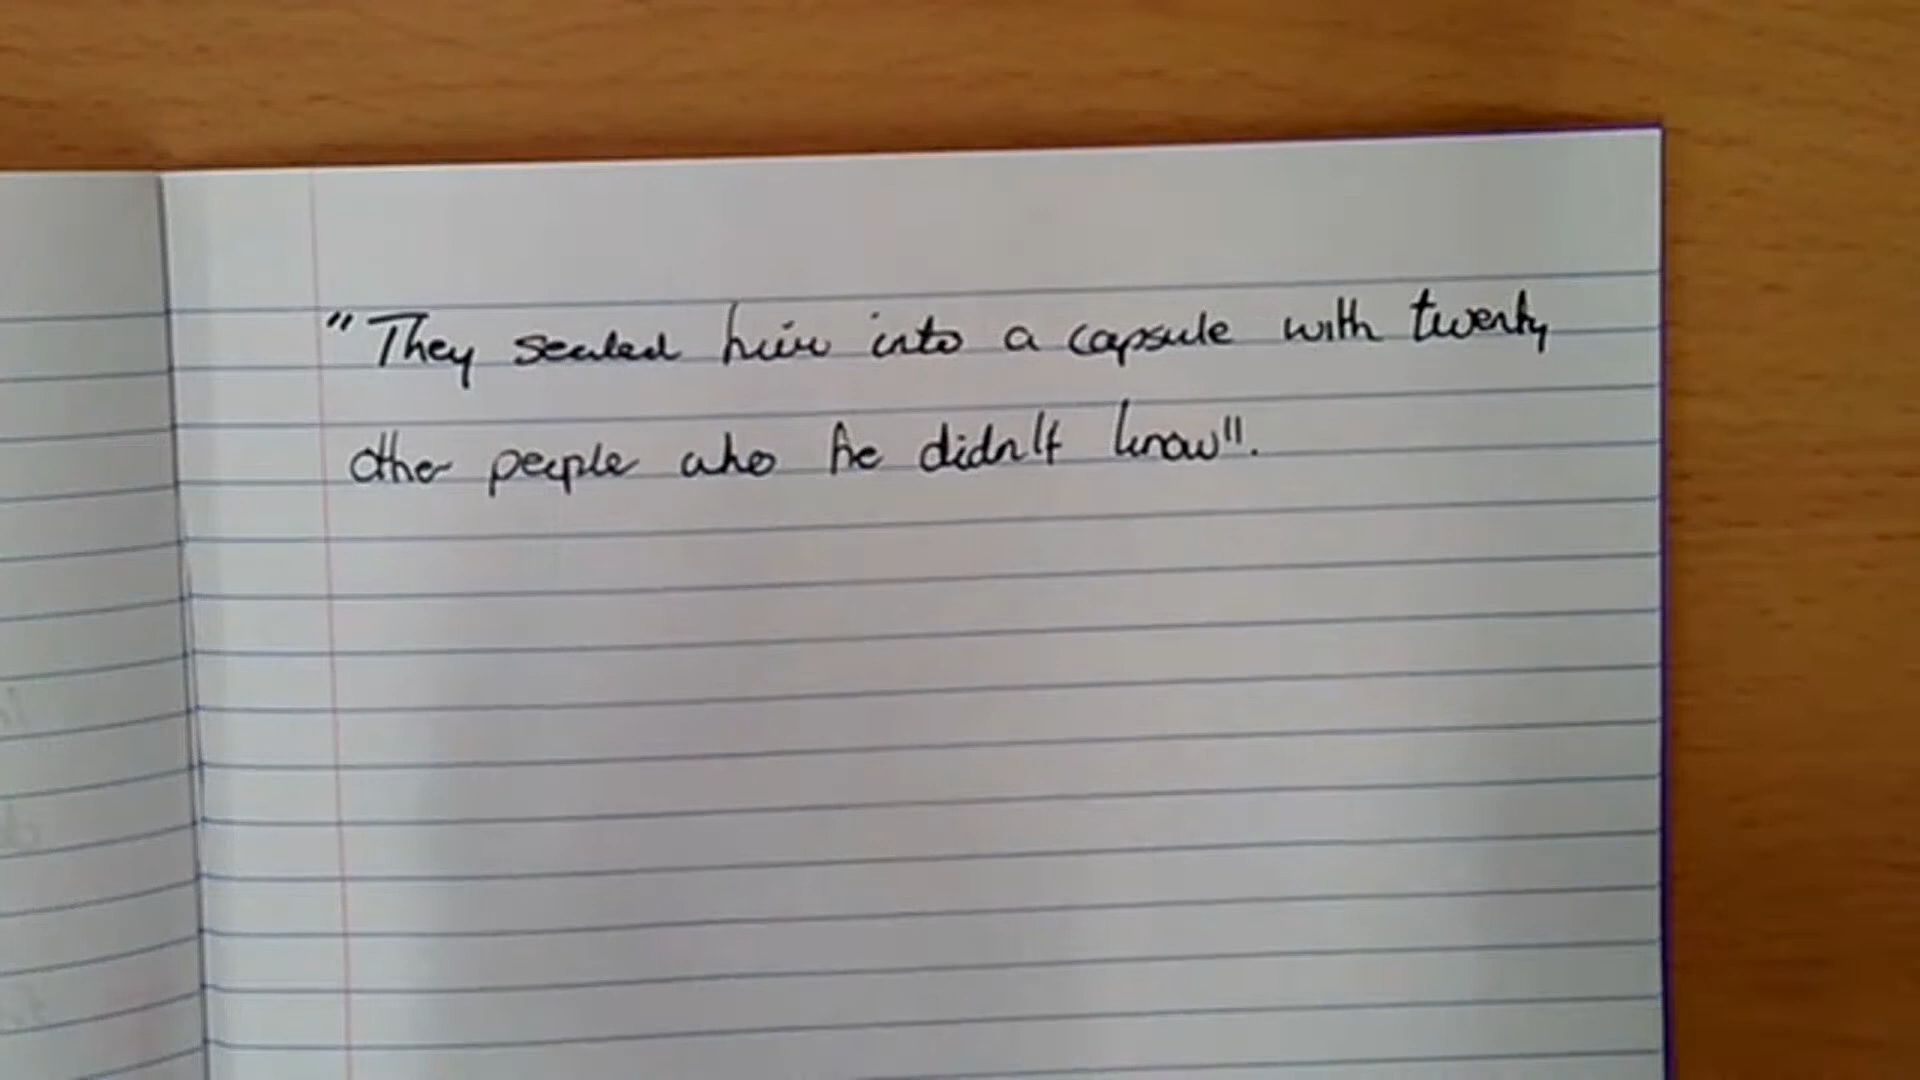 "They sealed him into a capsule with twenty
other people who he didn't know".